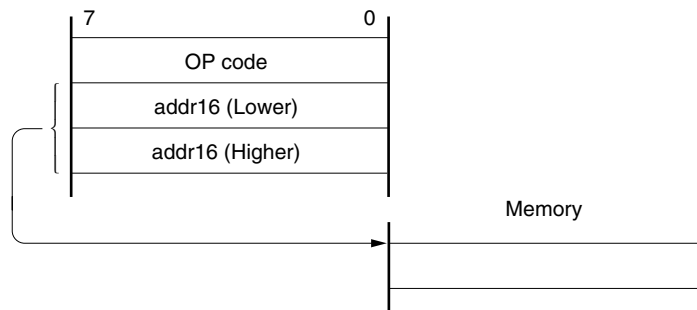 7 0
OP code
addr16 (Lower)
addr16 (Higher)
Memory